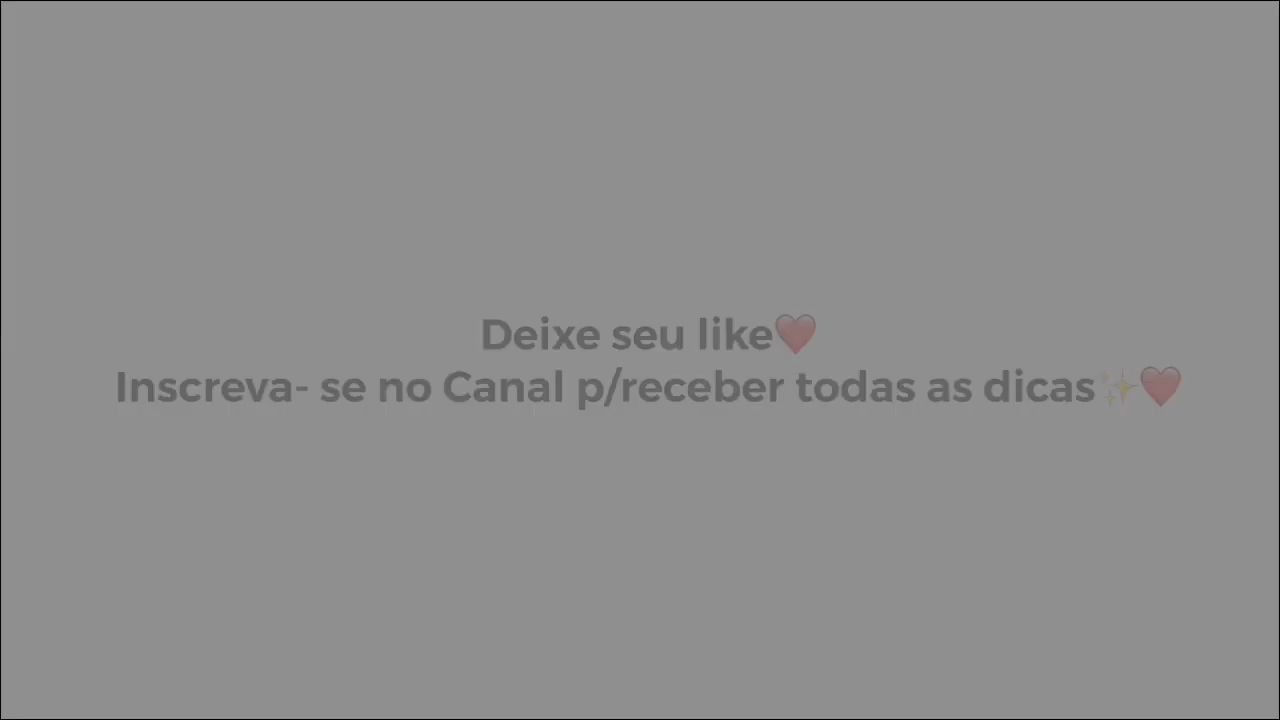 Deixe seu like❤️
Inscreva- se no Canal p/receber todas as dicas✨❤️